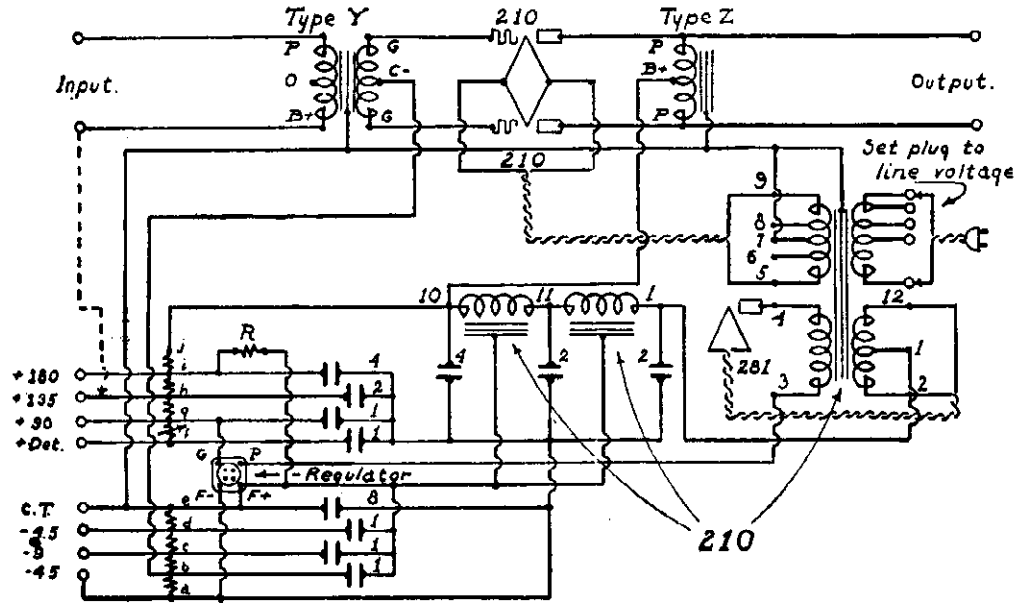 Type Y
210
Type Z
P
G
P
O
C-
B+
Input.
Output.
B+
G
P
210
Set plug to
line voltage
9
8
7
6
5
10
11
1
4
12
R
j
4
2
2
281
1
+180
i
4
3
2
+135
h
2
+90
g
1
+Det.
f
1
G
P
-Regulator
F-
F+
C.T.
e
8
-4.5
d
1
-9
c
1
210
b
1
-45
a